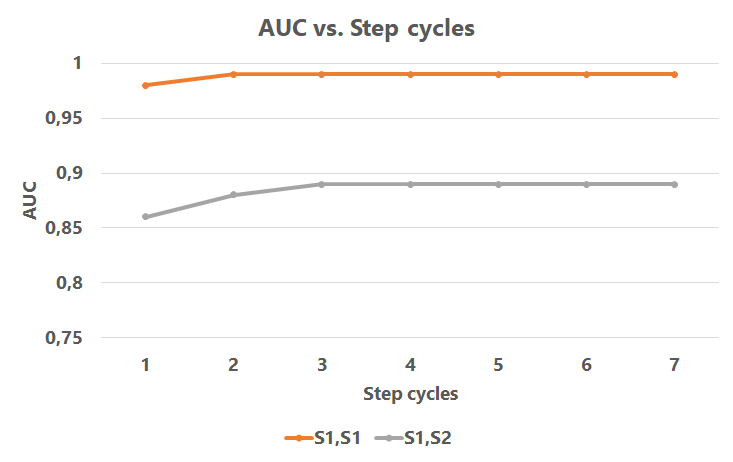 AUC vs. Step cycles
1
0,95
0,9
0,85
0,8
0,75
AUC
1 2 3 4 5 6 7
Step cycles
S1,S1 S1,S2